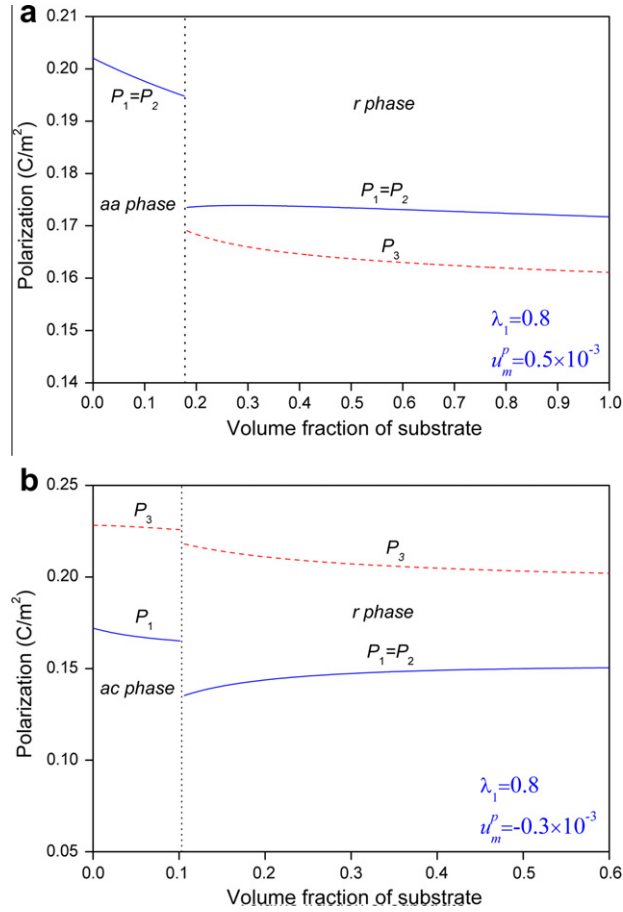 a
0.21
0.20
0.19
0.18
0.17
0.16
0.15
0.14
Polarization (C/m²)
P₁=P₂
r phase
aa phase
P₁=P₂
P₃
λ₁=0.8
uₘᵖ=0.5×10⁻³
0.0 0.1 0.2 0.3 0.4 0.5 0.6 0.7 0.8 0.9 1.0
Volume fraction of substrate
b
0.25
0.20
0.15
0.10
0.05
Polarization (C/m²)
P₃
P₃
P₁
r phase
P₁=P₂
ac phase
λ₁=0.8
uₘᵖ=-0.3×10⁻³
0.0 0.1 0.2 0.3 0.4 0.5 0.6
Volume fraction of substrate